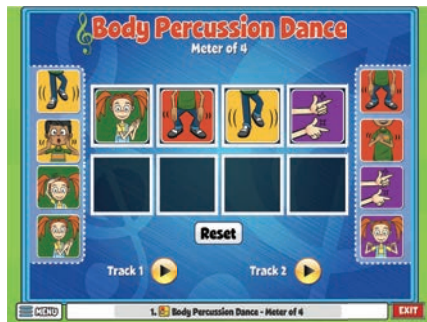 Body Percussion Dance
Meter of 4
Reset
Track 1
Track 2
MENU
1. Body Percussion Dance - Meter of 4
EXIT